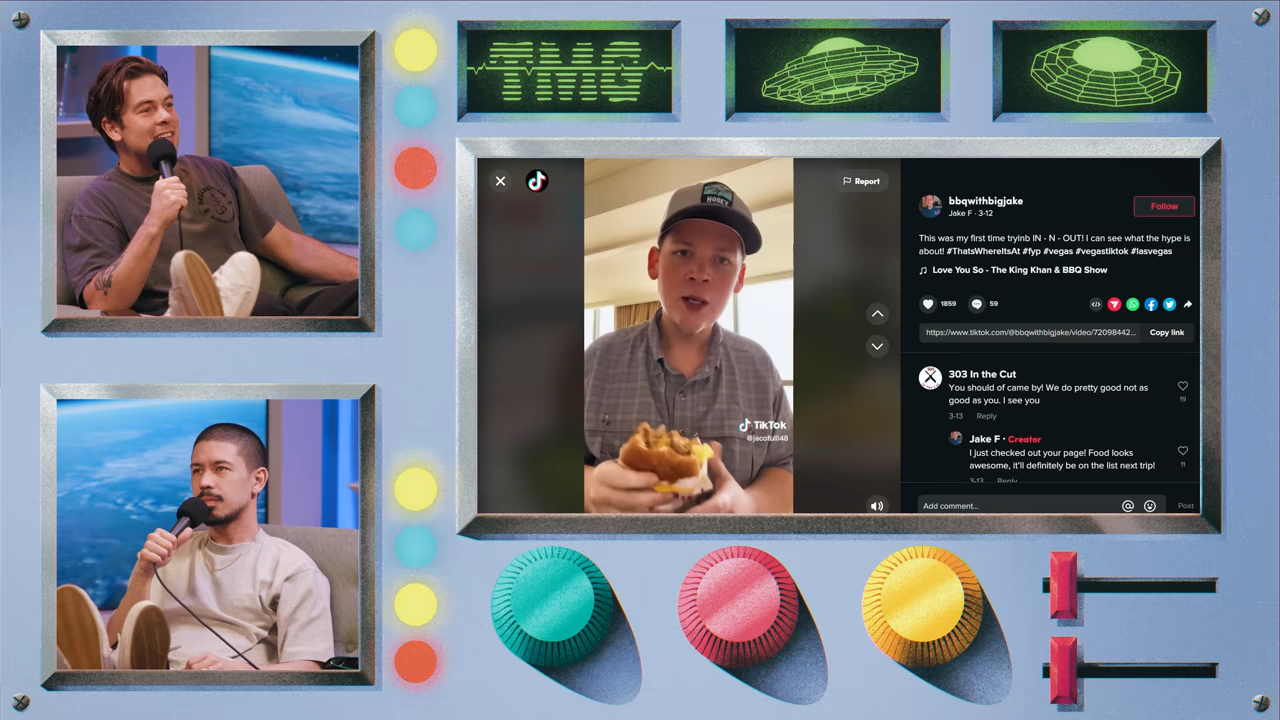 TMG
Report
HOOEY
TikTok
@jacofulli48
bbqwithbigjake
Jake F · 3-12
Follow
This was my first time tryinb IN - N - OUT! I can see what the hype is
about! #ThatsWhereItsAt #fyp #vegas #vegastiktok #lasvegas
Love You So - The King Khan & BBQ Show
1859
59
https://www.tiktok.com/@bbqwithbigjake/video/72098442...
Copy link
303 In the Cut
You should of came by! We do pretty good not as
good as you. I see you
19
3-13 Reply
Jake F · Creator
I just checked out your page! Food looks
awesome, it'll definitely be on the list next trip!
11
3-13 Reply
Add comment...
Post